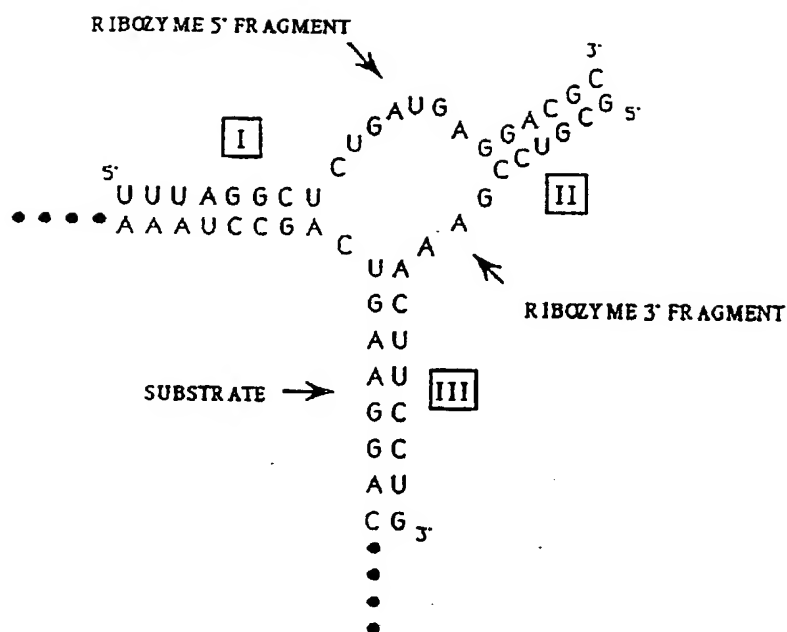 RIBOZYME 5' FRAGMENT
3'
I
C U G A U G A G G A C G C
5'
G C C G U C C G A A A
5'
U U U A G G C U
A A A U C C G A C
II
U A
G C
A U
A U
G C
G C
A U
C G 3'
RIBOZYME 3' FRAGMENT
SUBSTRATE
III